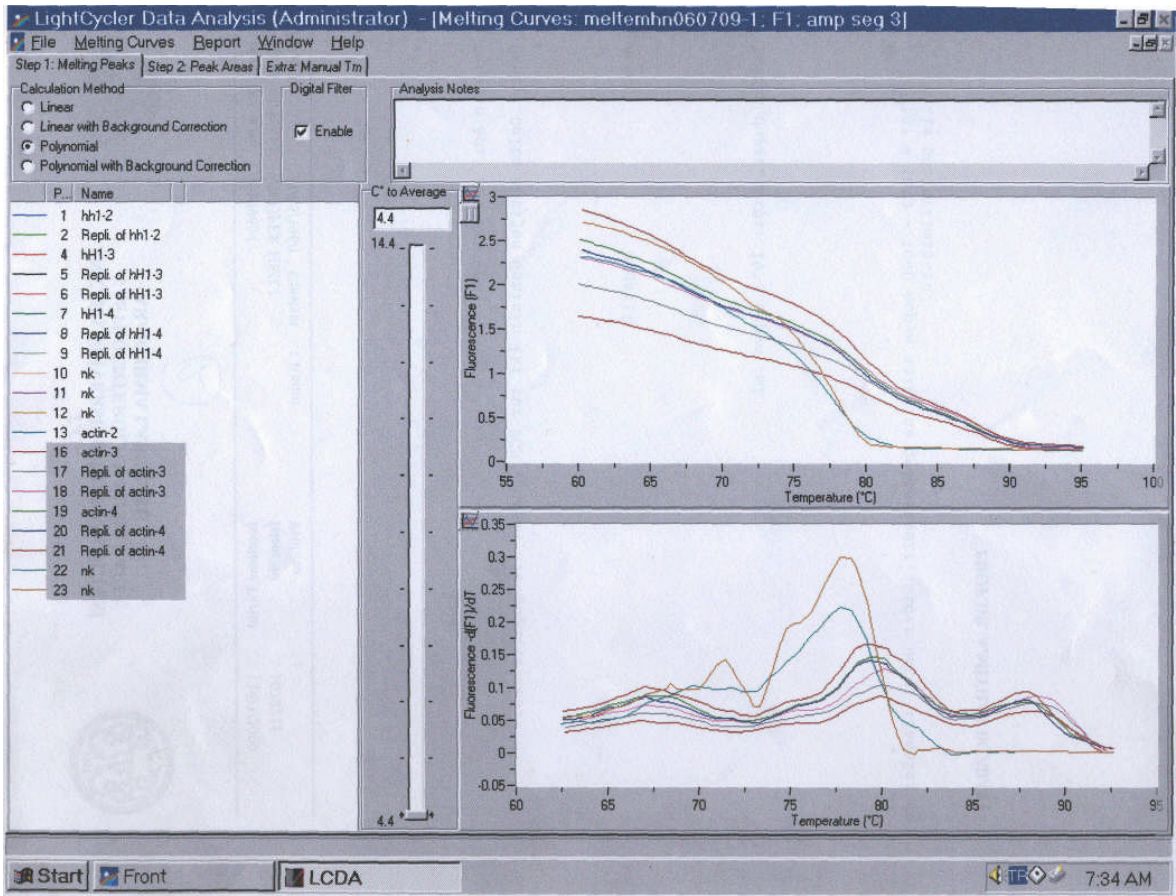 LightCycler Data Analysis (Administrator) - [Melting Curves: meltemhn060709-1; F1; amp seg 3]
File Melting Curves Report Window Help
Step 1: Melting Peaks Step 2: Peak Areas Extra: Manual Tm
Calculation Method
Linear
Linear with Background Correction
Polynomial
Polynomial with Background Correction
Digital Filter
Enable
Analysis Notes
P... Name
1 hh1-2
2 Repli. of hh1-2
4 hH1-3
5 Repli. of hH1-3
6 Repli. of hH1-3
7 hH1-4
8 Repli. of hH1-4
9 Repli. of hH1-4
10 nk
11 nk
12 nk
13 actin-2
16 actin-3
17 Repli. of actin-3
18 Repli. of actin-3
19 actin-4
20 Repli. of actin-4
21 Repli. of actin-4
22 nk
23 nk
C° to Average
4.4
14.4
4.4
Fluorescence (F1)
3
2.5
2
1.5
1
0.5
0
55 60 65 70 75 80 85 90 95 100
Temperature (°C)
Fluorescence -d(F1)/dT
0.35
0.3
0.25
0.2
0.15
0.1
0.05
0
-0.05
60 65 70 75 80 85 90 95
Temperature (°C)
Start Front LCDA TR 7:34 AM